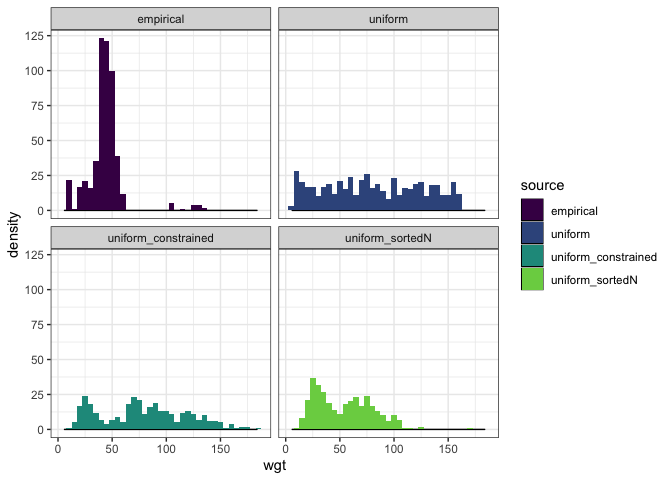 empirical
uniform
125
100
75
50
25
0
uniform_constrained
uniform_sortedN
125
100
75
50
25
0
0 50 100 150
0 50 100 150
wgt
density
source
empirical
uniform
uniform_constrained
uniform_sortedN